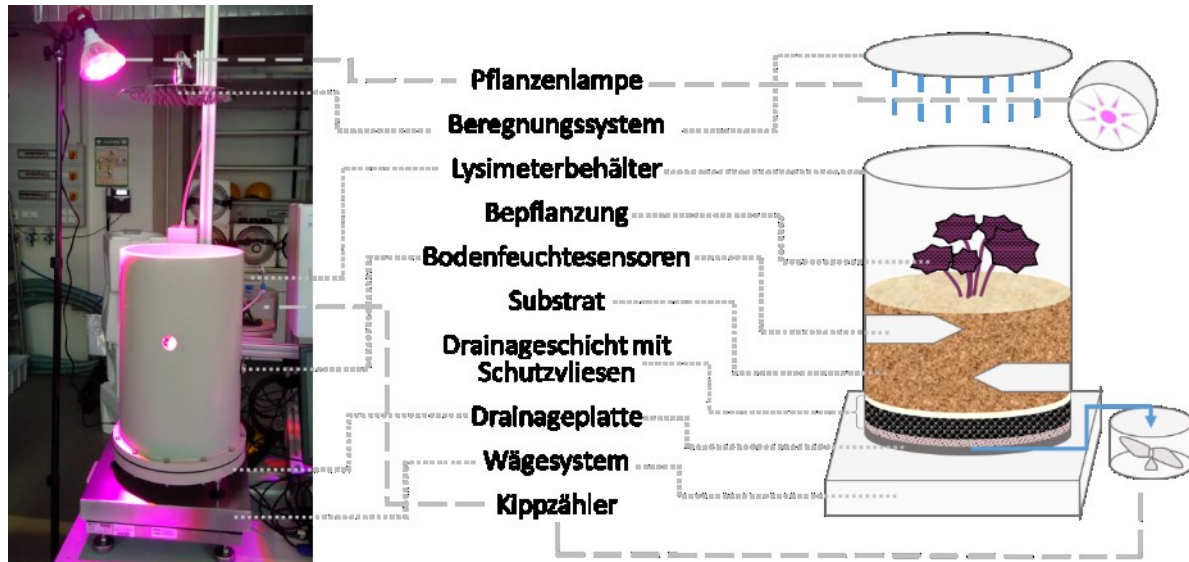 Pflanzenlampe
Beregnungssystem
Lysimeterbehälter
Bepflanzung
Bodenfeuchtesensoren
Substrat
Drainageschicht mit
Schutzvliesen
Drainageplatte
Wägesystem
Kippzähler